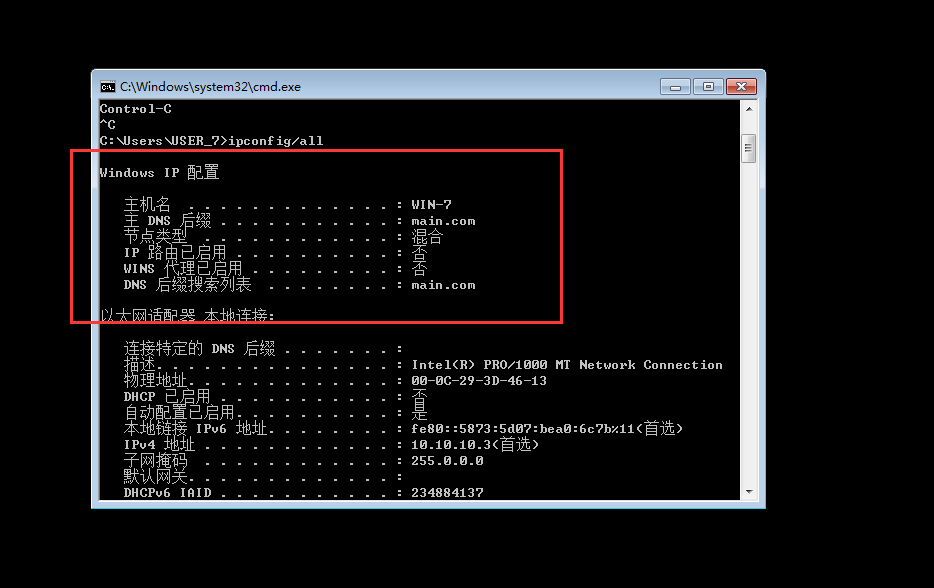 C:\Windows\system32\cmd.exe
Control-C
^C
C:\Users\USER_7>ipconfig/all
Windows IP 配置
主机名 . . . . . . . . . . . . . : WIN-7
主 DNS 后缀 . . . . . . . . . . . : main.com
节点类型 . . . . . . . . . . . . : 混合
IP 路由已启用 . . . . . . . . . . : 否
WINS 代理已启用 . . . . . . . . . : 否
DNS 后缀搜索列表 . . . . . . . . : main.com
以太网适配器 本地连接:
连接特定的 DNS 后缀 . . . . . . . :
描述. . . . . . . . . . . . . . . : Intel(R) PRO/1000 MT Network Connection
物理地址. . . . . . . . . . . . . : 00-0C-29-3D-46-13
DHCP 已启用 . . . . . . . . . . . : 否
自动配置已启用. . . . . . . . . . : 是
本地链接 IPv6 地址. . . . . . . . : fe80::5873:5d07:bea0:6c7b%11(首选)
IPv4 地址 . . . . . . . . . . . . : 10.10.10.3(首选)
子网掩码 . . . . . . . . . . . . : 255.0.0.0
默认网关. . . . . . . . . . . . . :
DHCPv6 IAID . . . . . . . . . . . : 234884137